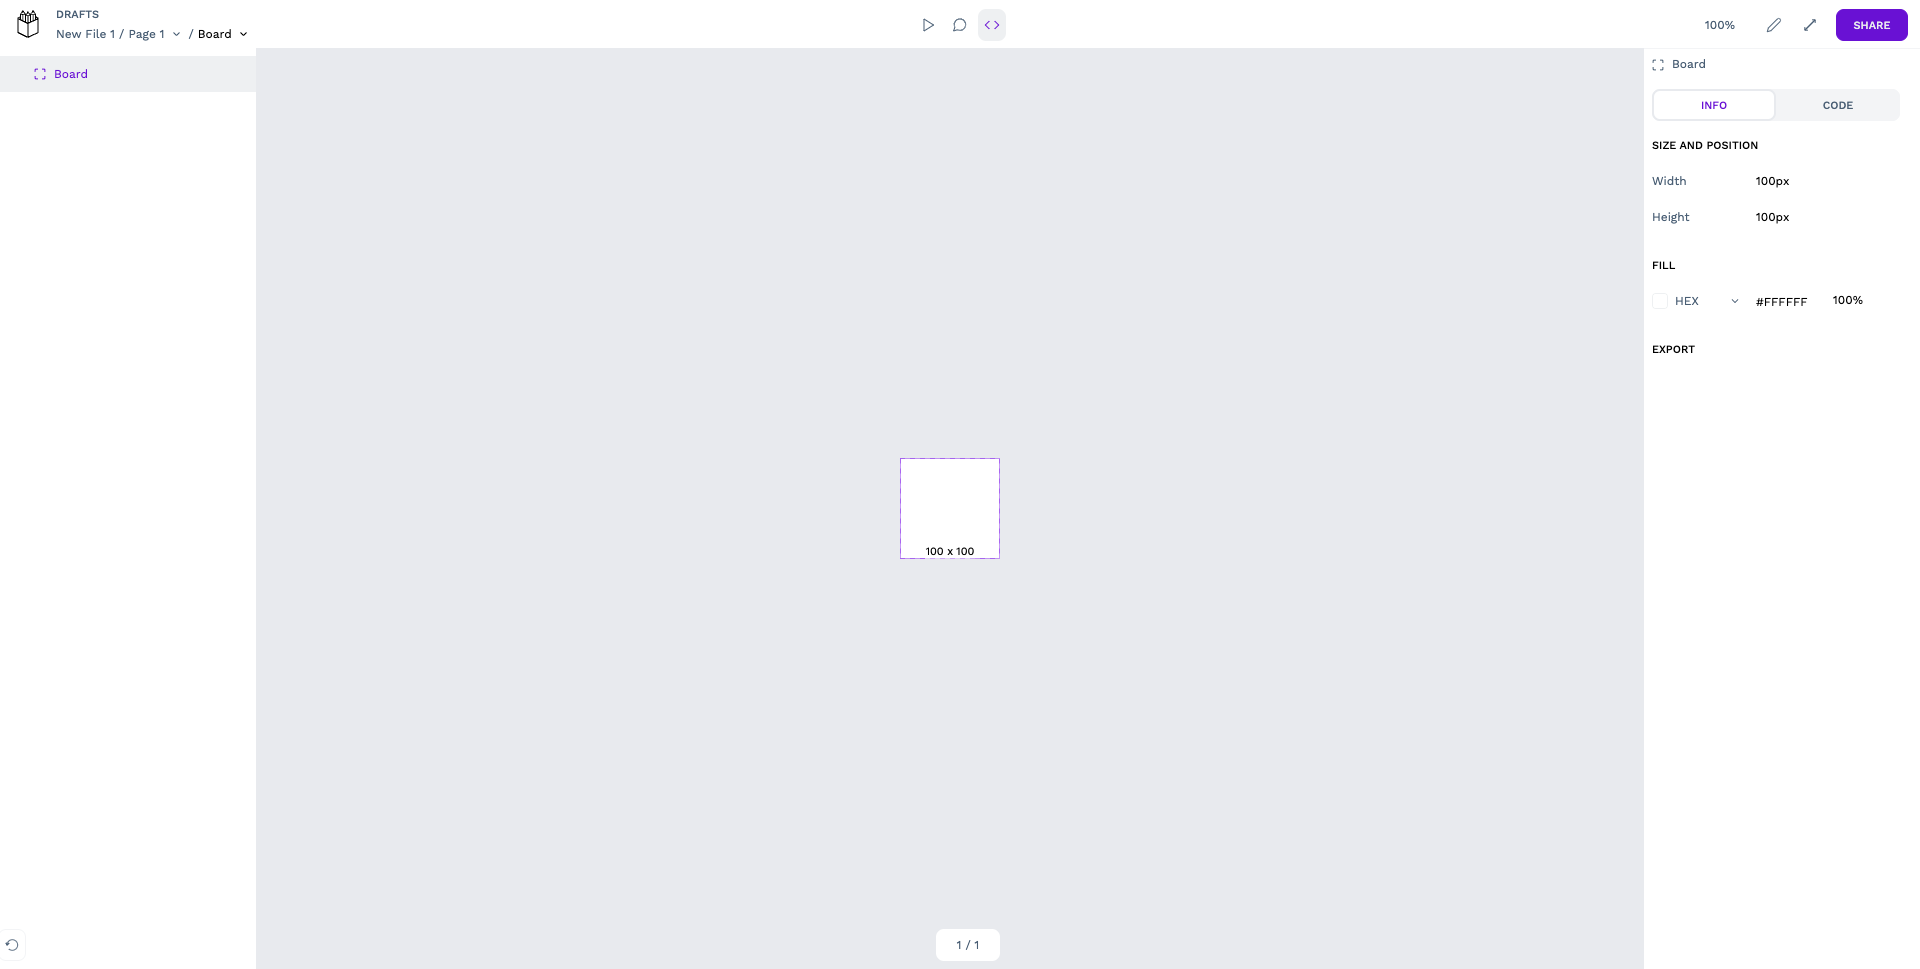 DRAFTS
New File 1 / Page 1 / Board
100%
SHARE
Board
Board
INFO
CODE
SIZE AND POSITION
Width 100px
Height 100px
FILL
HEX #FFFFFF 100%
EXPORT
100 x 100
1 / 1